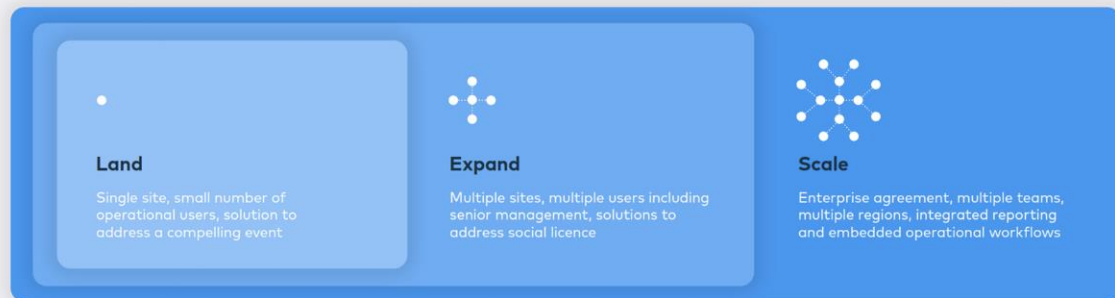 Land
Single site, small number of
operational users, solution to
address a compelling event
Expand
Multiple sites, multiple users including
senior management, solutions to
address social licence
Scale
Enterprise agreement, multiple teams,
multiple regions, integrated reporting
and embedded operational workflows